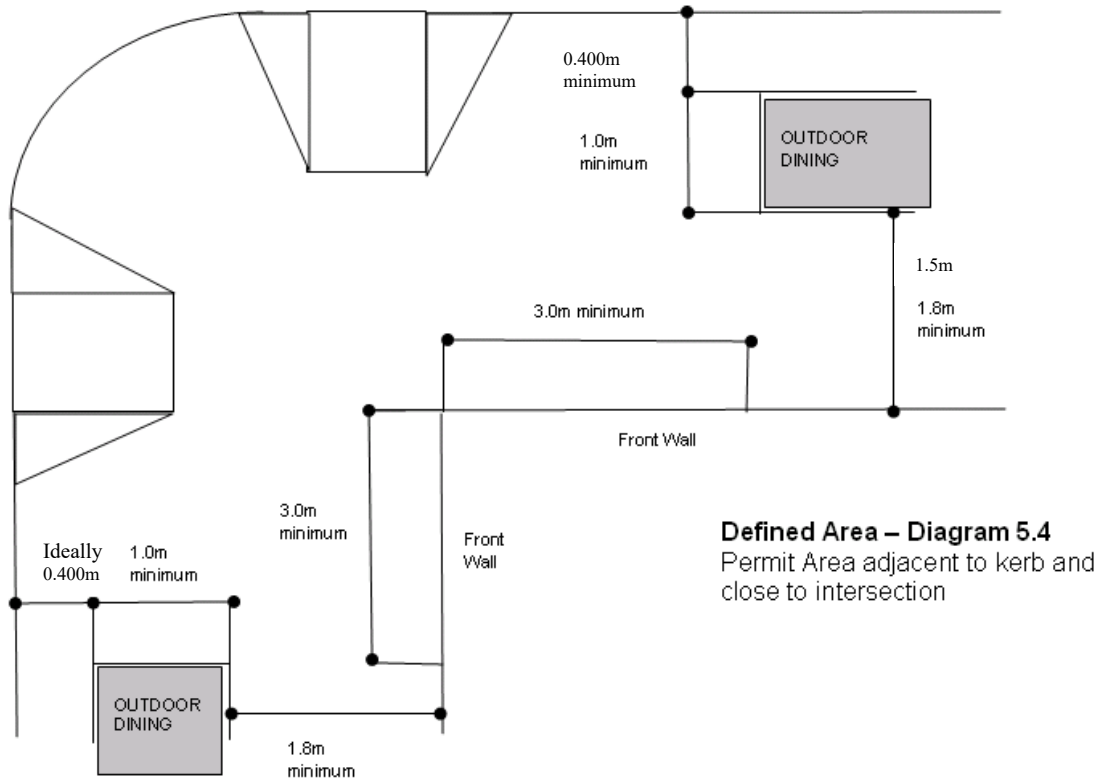 0.400m
minimum
1.0m
minimum
OUTDOOR
DINING
1.5m
1.8m
minimum
3.0m minimum
Front Wall
3.0m
minimum
Front
Wall
Defined Area – Diagram 5.4
Permit Area adjacent to kerb and
close to intersection
Ideally
0.400m
1.0m
minimum
OUTDOOR
DINING
1.8m
minimum